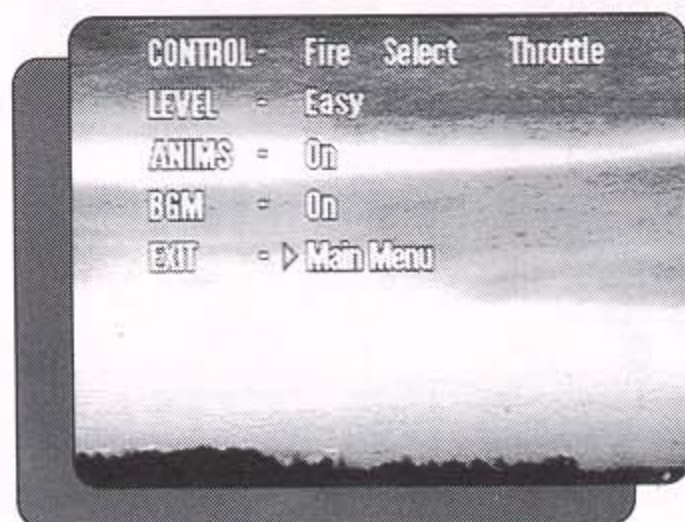 CONTROL - Fire Select Throttle
LEVEL - Easy
ANIMS - On
BGM - On
EXIT - ▷ Main Menu